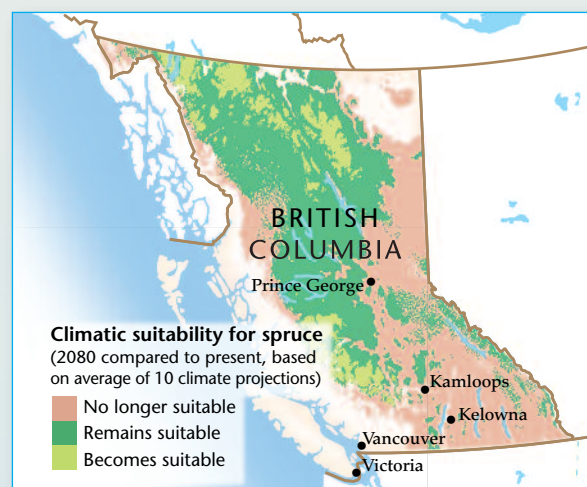 BRITISH
COLUMBIA
Prince George
Climatic suitability for spruce
(2080 compared to present, based
on average of 10 climate projections)
No longer suitable
Remains suitable
Becomes suitable
Kamloops
Kelowna
Vancouver
Victoria